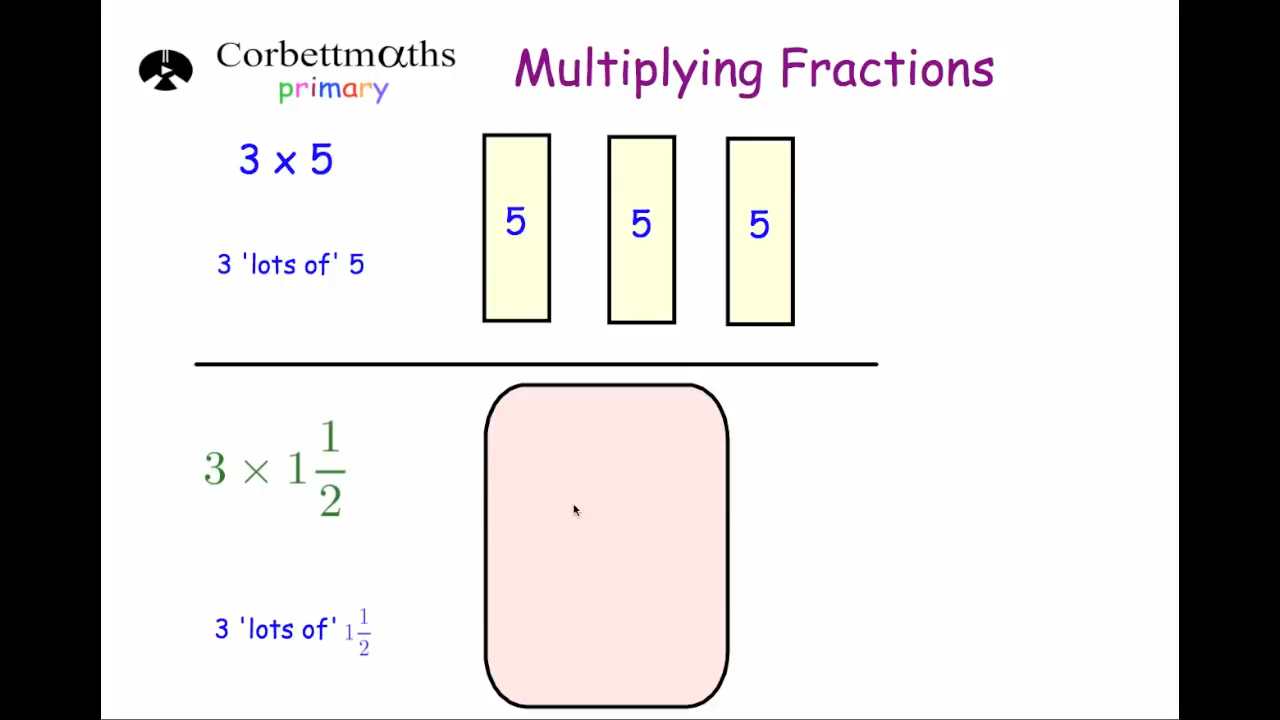 Corbettmαths
primary
Multiplying Fractions
3 x 5
5 5 5
3 'lots of' 5
3 × 1 1/2
3 'lots of' 1 1/2